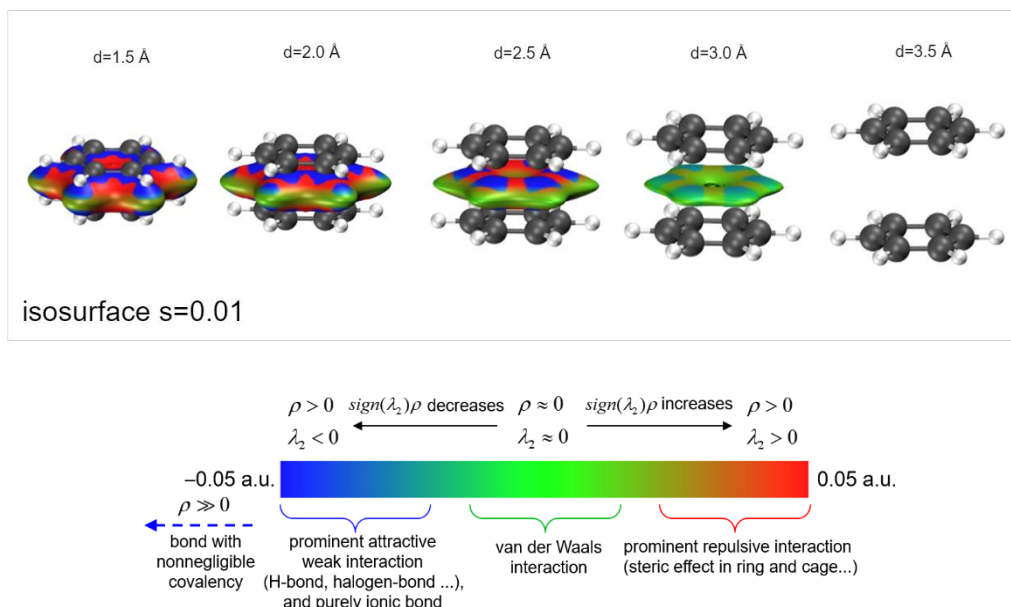 d=1.5 Å
d=2.0 Å
d=2.5 Å
d=3.0 Å
d=3.5 Å
isosurface s=0.01
ρ > 0 sign(λ₂)ρ decreases ρ ≈ 0 sign(λ₂)ρ increases ρ > 0
λ₂ < 0 λ₂ ≈ 0 λ₂ > 0
−0.05 a.u. 0.05 a.u.
ρ ≫ 0
bond with
nonnegligible
covalency
prominent attractive
weak interaction
(H-bond, halogen-bond ...),
and purely ionic bond
van der Waals
interaction
prominent repulsive interaction
(steric effect in ring and cage...)